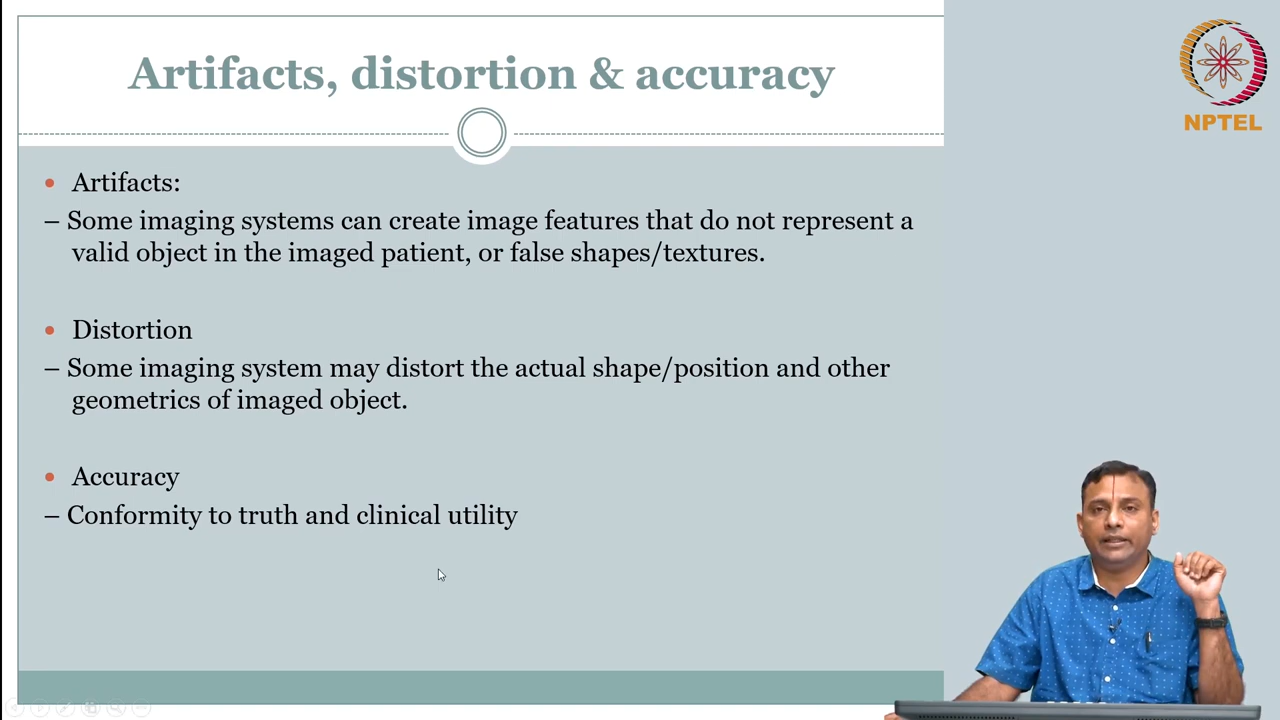 Artifacts, distortion & accuracy
NPTEL
• Artifacts:
– Some imaging systems can create image features that do not represent a
valid object in the imaged patient, or false shapes/textures.
• Distortion
– Some imaging system may distort the actual shape/position and other
geometrics of imaged object.
• Accuracy
– Conformity to truth and clinical utility